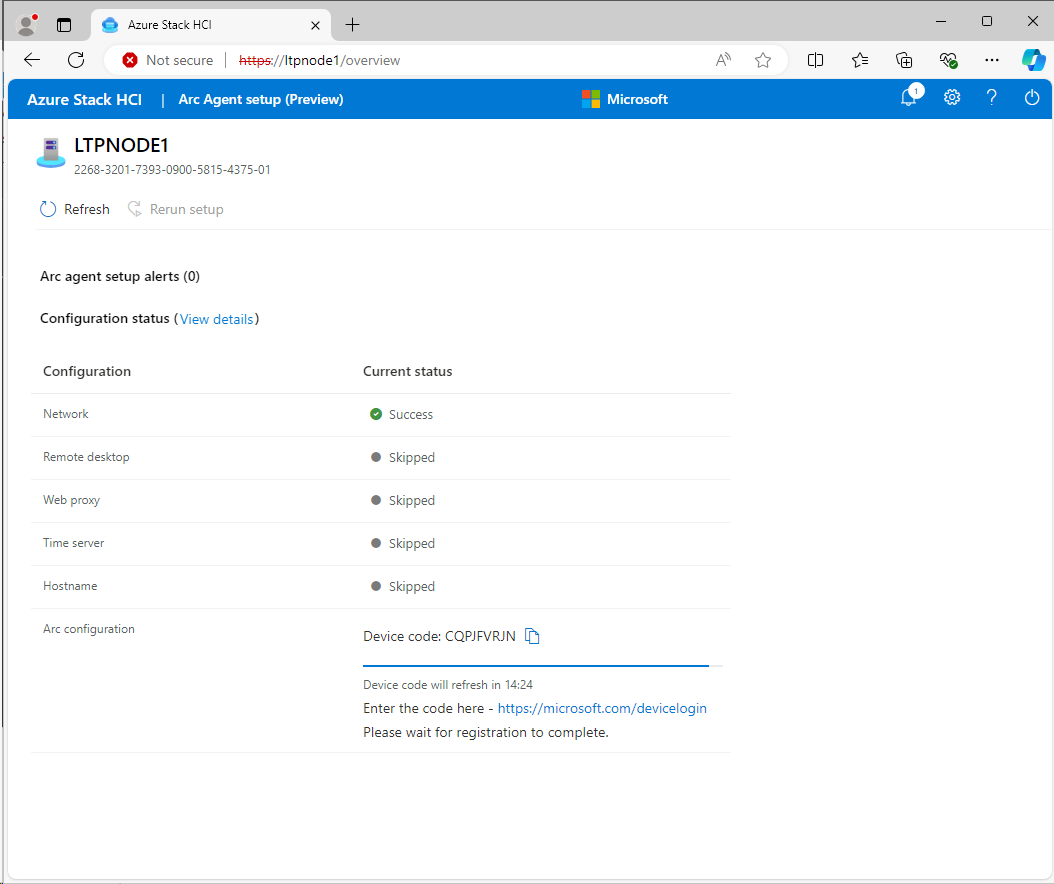 Azure Stack HCI
Not secure https://ltpnode1/overview
Azure Stack HCI | Arc Agent setup (Preview) Microsoft 1
LTPNODE1
2268-3201-7393-0900-5815-4375-01
Refresh Rerun setup
Arc agent setup alerts (0)
Configuration status (View details)
Configuration Current status
Network Success
Remote desktop Skipped
Web proxy Skipped
Time server Skipped
Hostname Skipped
Arc configuration
Device code: CQPJFVRJN
Device code will refresh in 14:24
Enter the code here - https://microsoft.com/devicelogin
Please wait for registration to complete.